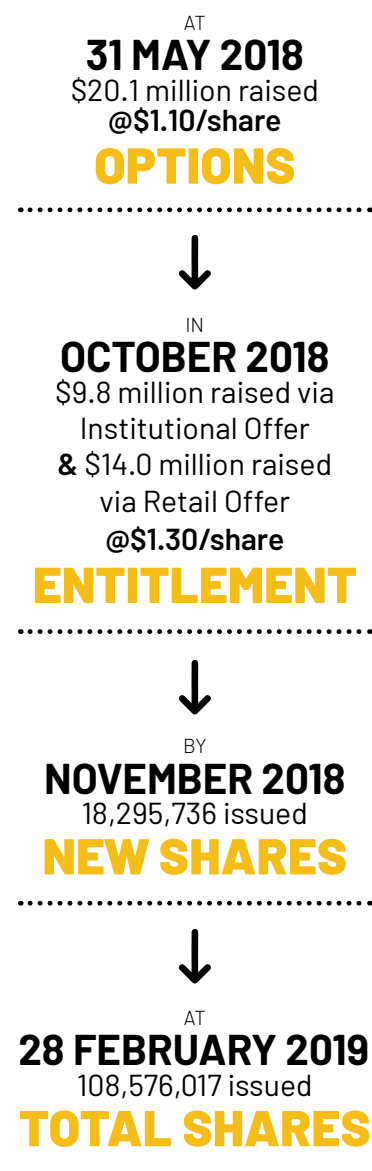 AT
31 MAY 2018
$20.1 million raised
@$1.10/share
OPTIONS
IN
OCTOBER 2018
$9.8 million raised via
Institutional Offer
& $14.0 million raised
via Retail Offer
@$1.30/share
ENTITLEMENT
BY
NOVEMBER 2018
18,295,736 issued
NEW SHARES
AT
28 FEBRUARY 2019
108,576,017 issued
TOTAL SHARES